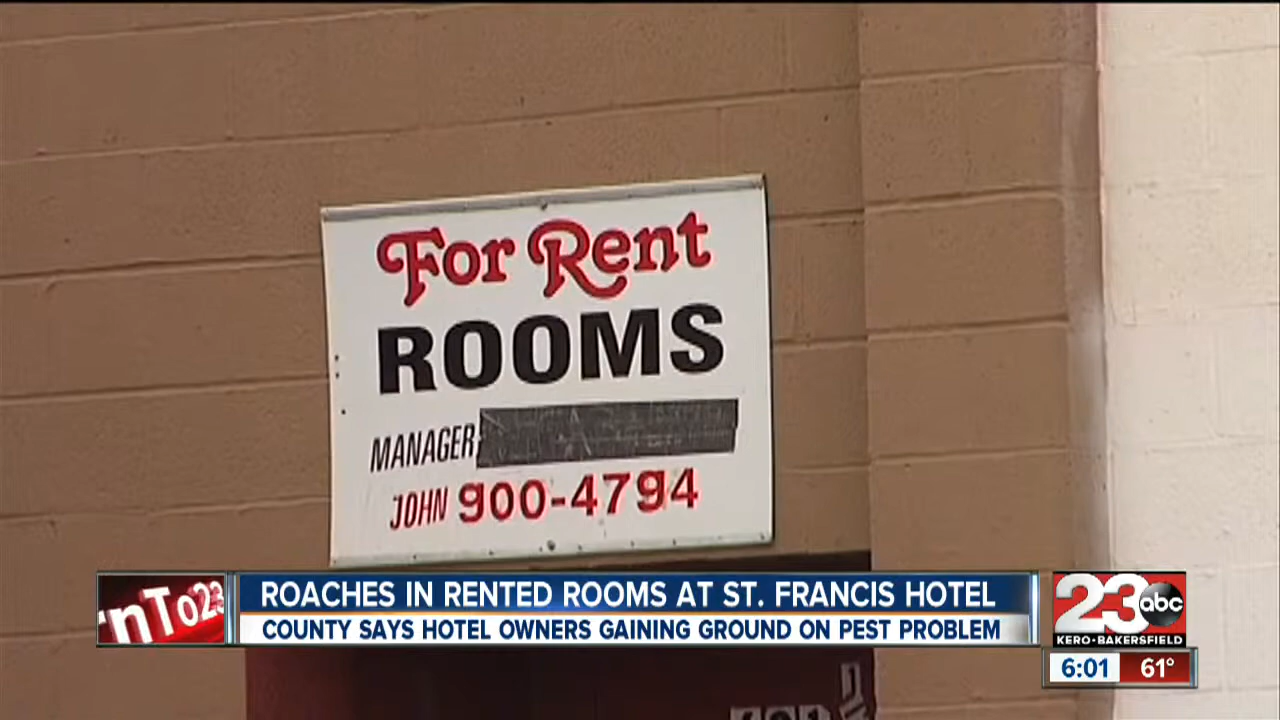 For Rent
ROOMS
MANAGER
JOHN 900-4794
nTo23
ROACHES IN RENTED ROOMS AT ST. FRANCIS HOTEL
COUNTY SAYS HOTEL OWNERS GAINING GROUND ON PEST PROBLEM
23 abc
KERO·BAKERSFIELD
6:01 61°